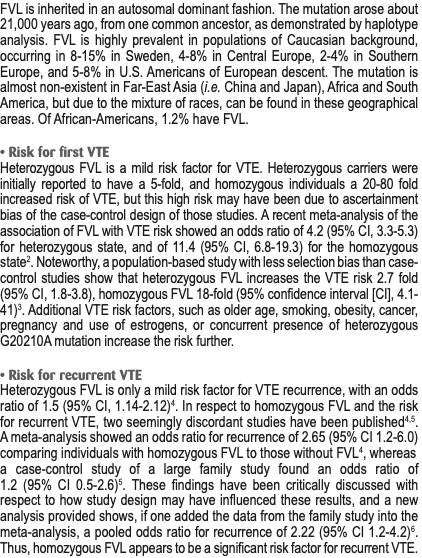 FVL is inherited in an autosomal dominant fashion. The mutation arose about
21,000 years ago, from one common ancestor, as demonstrated by haplotype
analysis. FVL is highly prevalent in populations of Caucasian background,
occurring in 8-15% in Sweden, 4-8% in Central Europe, 2-4% in Southern
Europe, and 5-8% in U.S. Americans of European descent. The mutation is
almost non-existent in Far-East Asia (i.e. China and Japan), Africa and South
America, but due to the mixture of races, can be found in these geographical
areas. Of African-Americans, 1.2% have FVL.
• Risk for first VTE
Heterozygous FVL is a mild risk factor for VTE. Heterozygous carriers were
initially reported to have a 5-fold, and homozygous individuals a 20-80 fold
increased risk of VTE, but this high risk may have been due to ascertainment
bias of the case-control design of those studies. A recent meta-analysis of the
association of FVL with VTE risk showed an odds ratio of 4.2 (95% CI, 3.3-5.3)
for heterozygous state, and of 11.4 (95% CI, 6.8-19.3) for the homozygous
state². Noteworthy, a population-based study with less selection bias than case-
control studies show that heterozygous FVL increases the VTE risk 2.7 fold
(95% CI, 1.8-3.8), homozygous FVL 18-fold (95% confidence interval [CI], 4.1-
41)³. Additional VTE risk factors, such as older age, smoking, obesity, cancer,
pregnancy and use of estrogens, or concurrent presence of heterozygous
G20210A mutation increase the risk further.
• Risk for recurrent VTE
Heterozygous FVL is only a mild risk factor for VTE recurrence, with an odds
ratio of 1.5 (95% CI, 1.14-2.12)⁴. In respect to homozygous FVL and the risk
for recurrent VTE, two seemingly discordant studies have been published⁴,⁵.
A meta-analysis showed an odds ratio for recurrence of 2.65 (95% CI 1.2-6.0)
comparing individuals with homozygous FVL to those without FVL⁴, whereas
a case-control study of a large family study found an odds ratio of
1.2 (95% CI 0.5-2.6)⁵. These findings have been critically discussed with
respect to how study design may have influenced these results, and a new
analysis provided shows, if one added the data from the family study into the
meta-analysis, a pooled odds ratio for recurrence of 2.22 (95% CI 1.2-4.2)⁶.
Thus, homozygous FVL appears to be a significant risk factor for recurrent VTE.